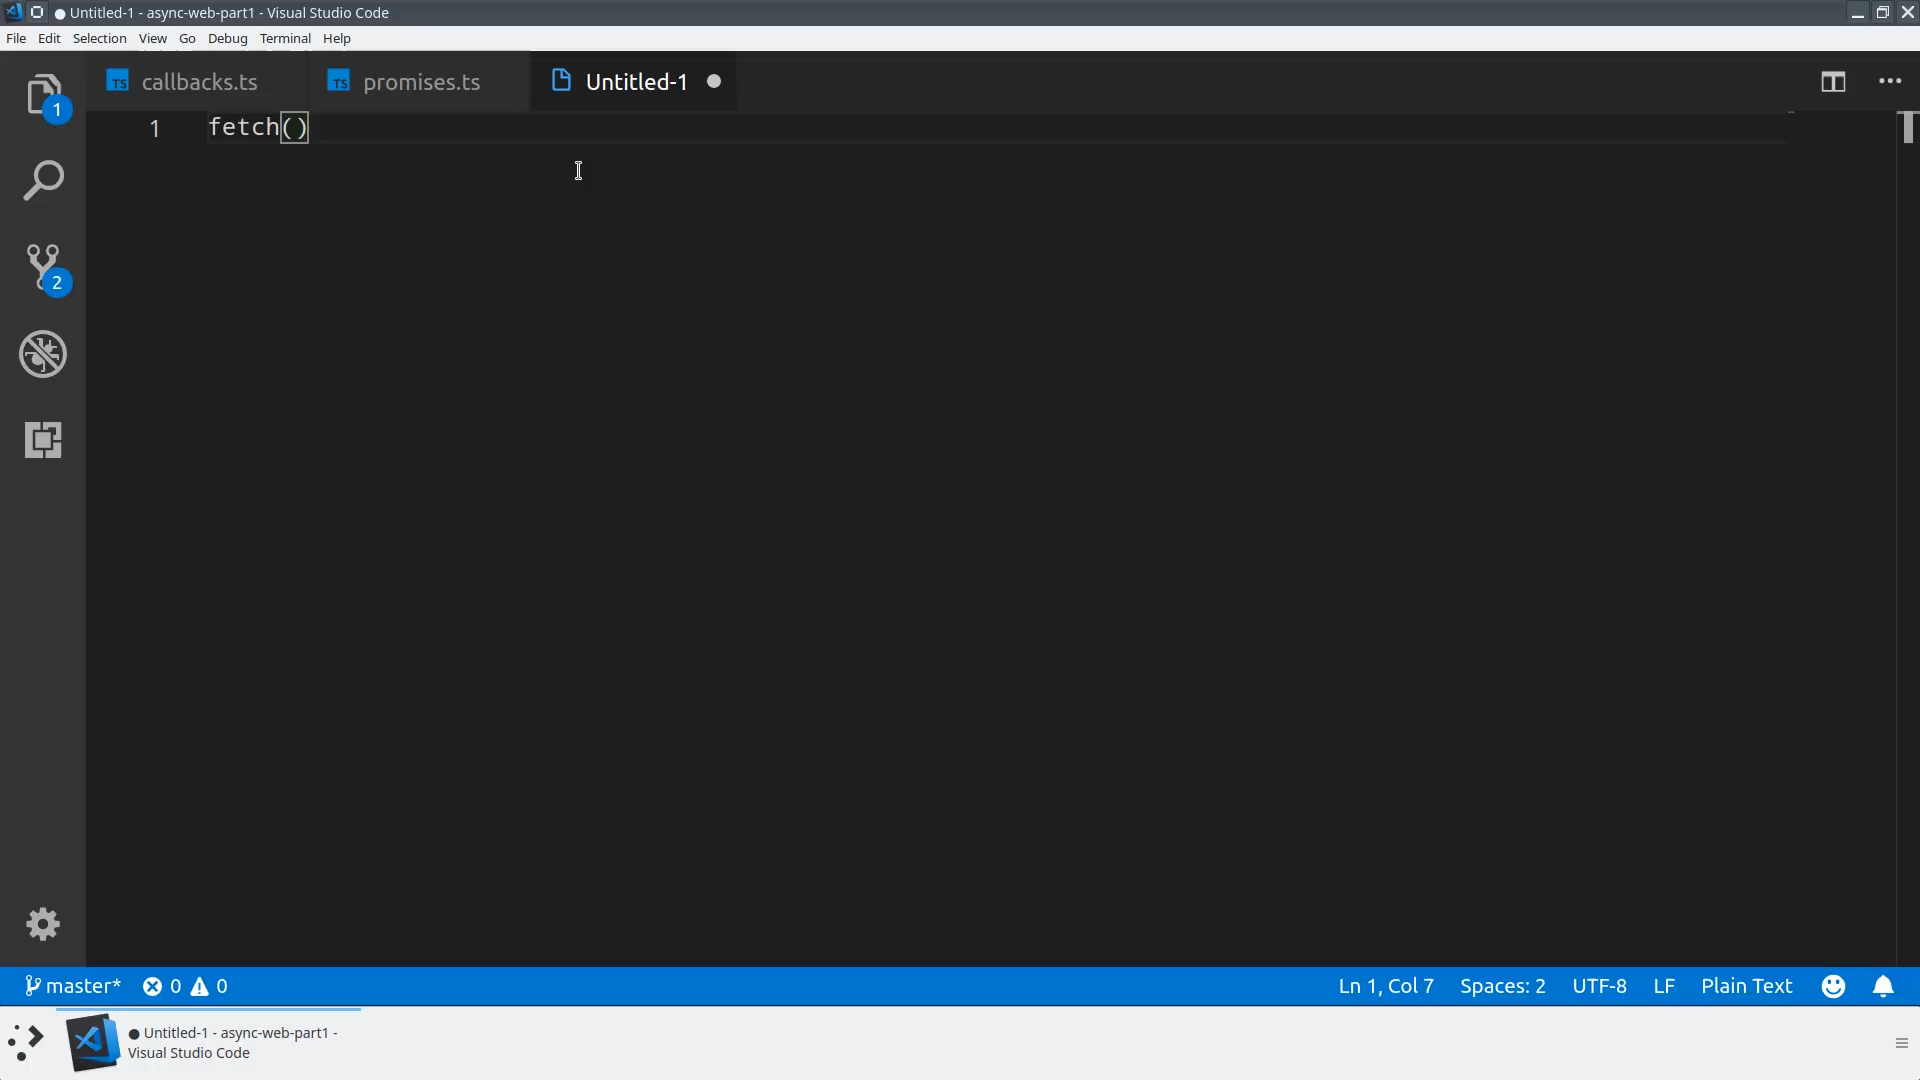 ● Untitled-1 - async-web-part1 - Visual Studio Code
File Edit Selection View Go Debug Terminal Help
TS callbacks.ts TS promises.ts Untitled-1 ●
1
1 fetch()
2
master* 0 0 Ln 1, Col 7 Spaces: 2 UTF-8 LF Plain Text
● Untitled-1 - async-web-part1 -
Visual Studio Code